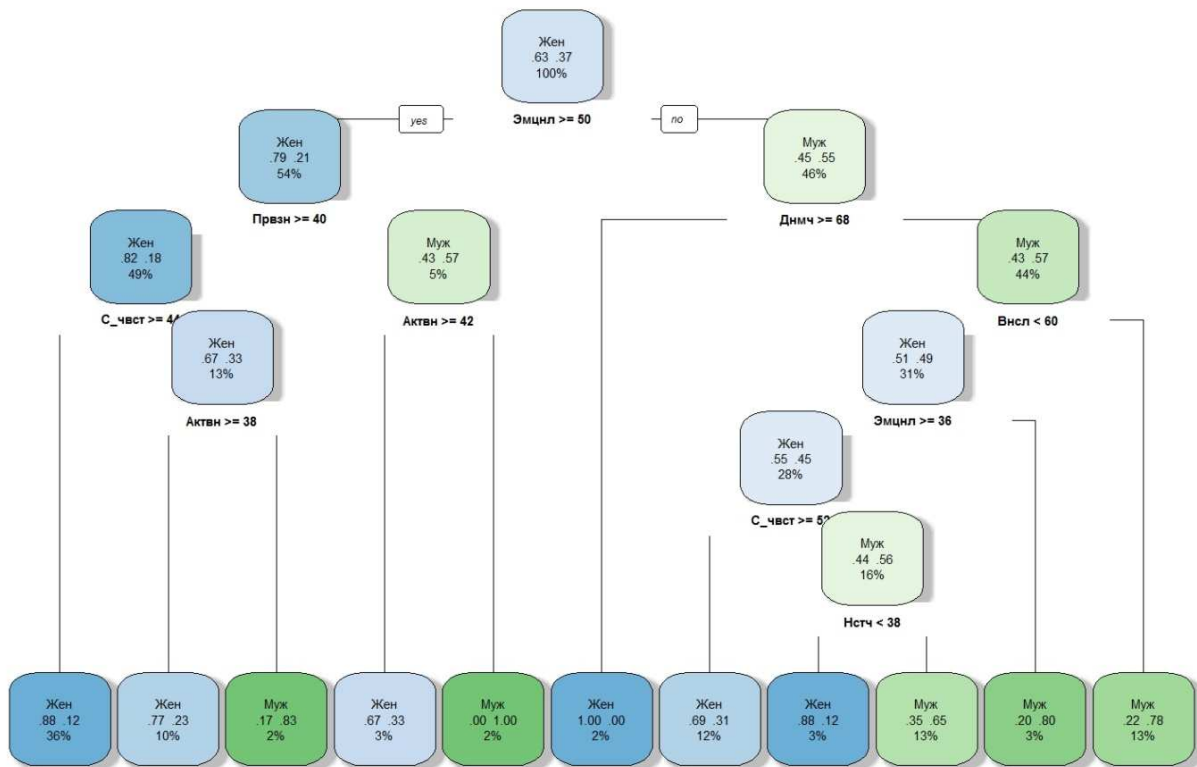 Жен
.63 .37
100%
yes
Эмцнл >= 50
no
Жен
.79 .21
54%
Муж
.45 .55
46%
Првзн >= 40
Днмч >= 68
Жен
.82 .18
49%
Муж
.43 .57
5%
Муж
.43 .57
44%
С_чвст >= 44
Актвн >= 42
Внсл < 60
Жен
.67 .33
13%
Жен
.51 .49
31%
Актвн >= 38
Эмцнл >= 36
Жен
.55 .45
28%
С_чвст >= 52
Муж
.44 .56
16%
Нстч < 38
Жен
.88 .12
36%
Жен
.77 .23
10%
Муж
.17 .83
2%
Жен
.67 .33
3%
Муж
.00 1.00
2%
Жен
1.00 .00
2%
Жен
.69 .31
12%
Жен
.88 .12
3%
Муж
.35 .65
13%
Муж
.20 .80
3%
Муж
.22 .78
13%